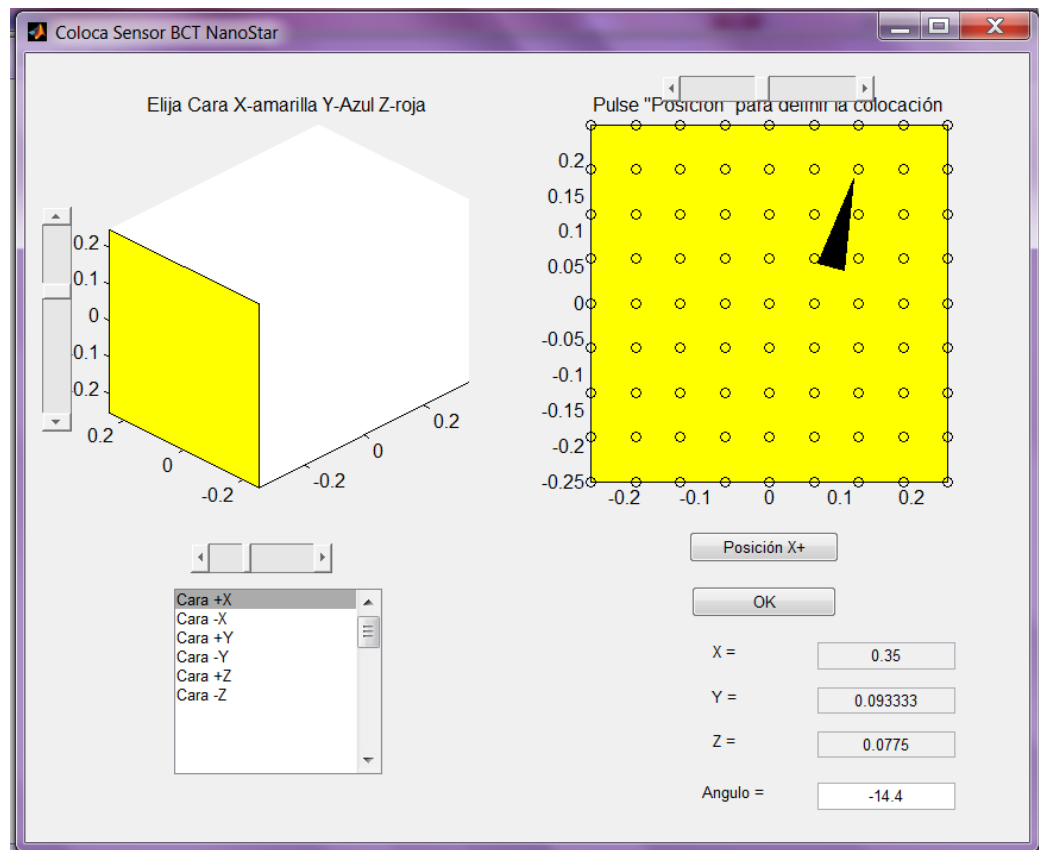 Coloca Sensor BCT NanoStar
Elija Cara X-amarilla Y-Azul Z-roja
Pulse "Posición" para definir la colocación
0.2
0.1
0
-0.1
-0.2
0.2
0
-0.2
-0.2
0
0.2
0.2
0.15
0.1
0.05
0
-0.05
-0.1
-0.15
-0.2
-0.25
-0.2
-0.1
0
0.1
0.2
Posición X+
OK
Cara +X
Cara -X
Cara +Y
Cara -Y
Cara +Z
Cara -Z
X = 0.35
Y = 0.093333
Z = 0.0775
Angulo = -14.4